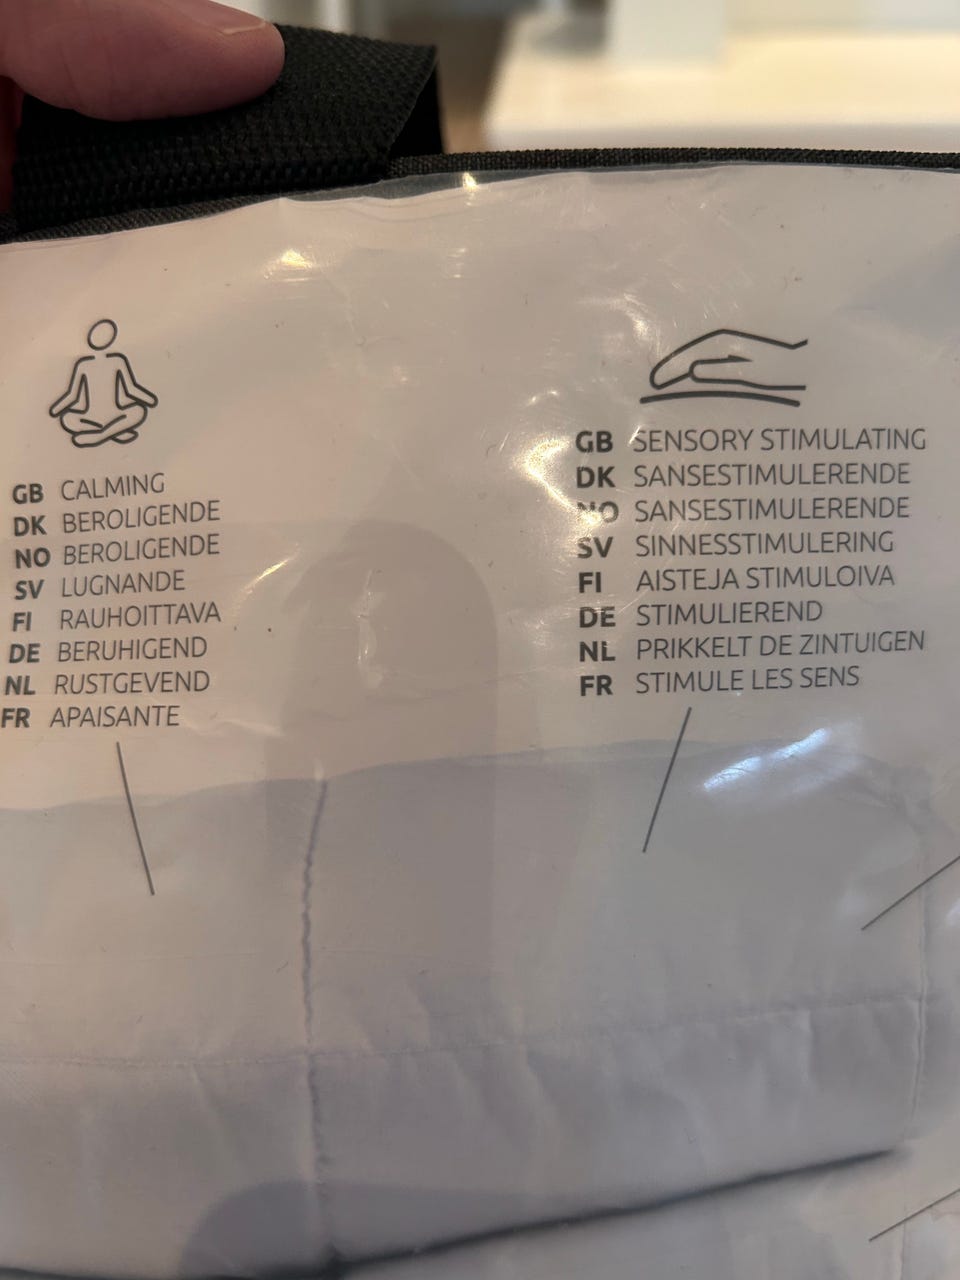 GB CALMING
DK BEROLIGENDE
NO BEROLIGENDE
SV LUGNANDE
FI RAUHOITTAVA
DE BERUHIGEND
NL RUSTGEVEND
FR APAISANTE
GB SENSORY STIMULATING
DK SANSESTIMULERENDE
NO SANSESTIMULERENDE
SV SINNESSTIMULERING
FI AISTEJA STIMULOIVA
DE STIMULIEREND
NL PRIKKELT DE ZINTUIGEN
FR STIMULE LES SENS